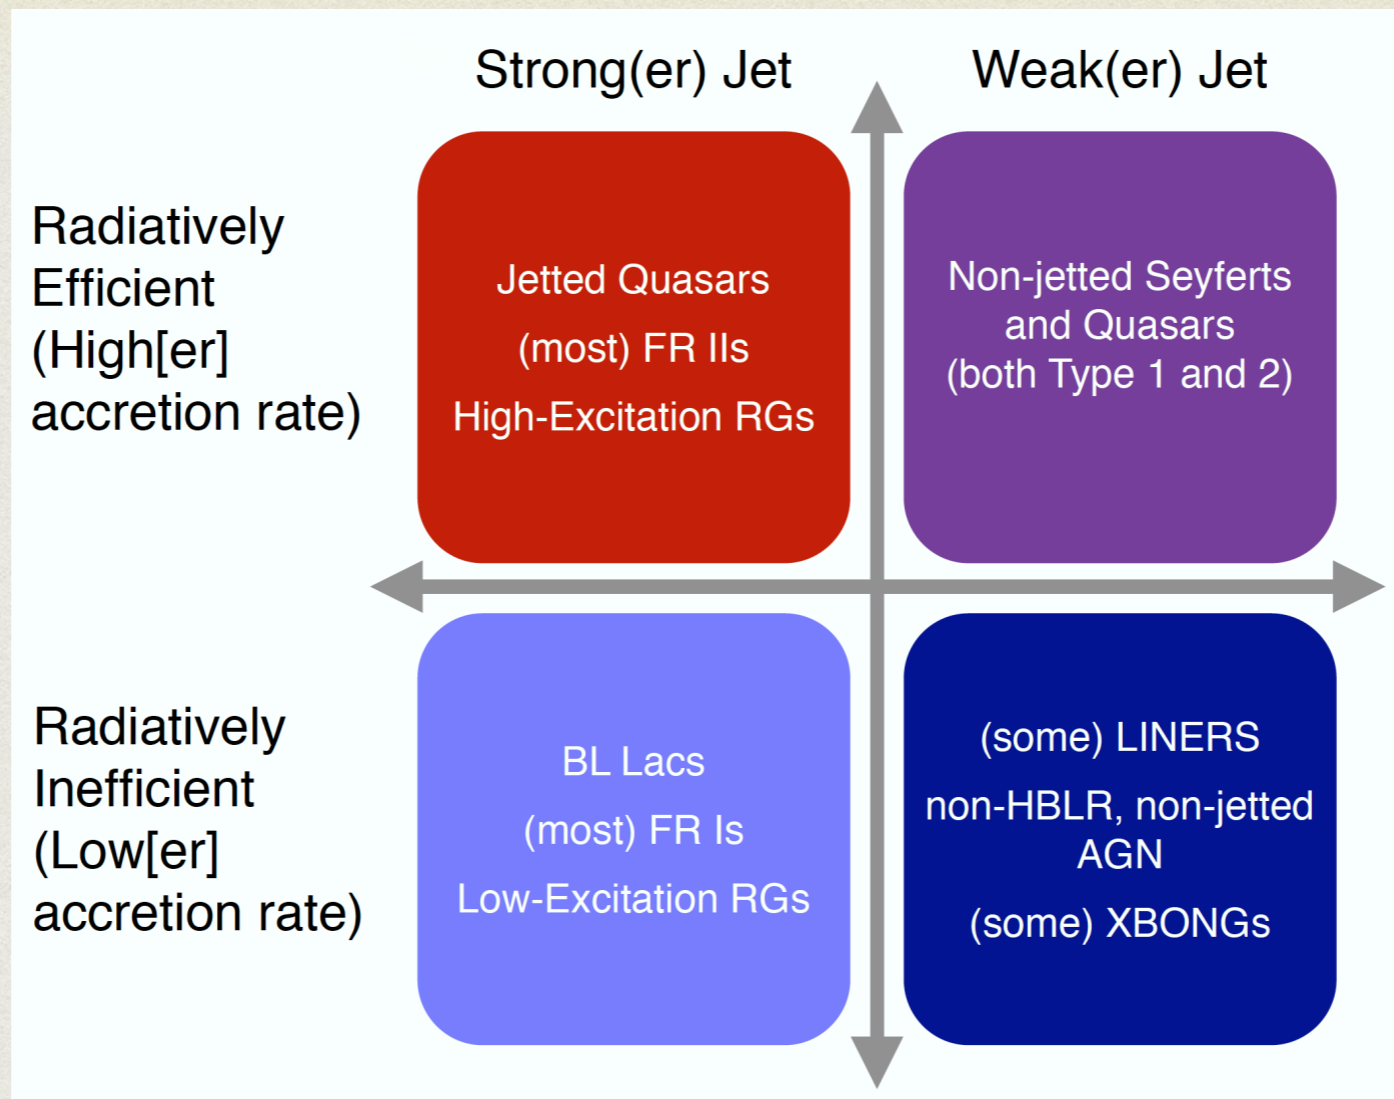 Strong(er) Jet
Weak(er) Jet
Radiatively
Efficient
(High[er]
accretion rate)
Jetted Quasars
(most) FR IIs
High-Excitation RGs
Non-jetted Seyferts
and Quasars
(both Type 1 and 2)
Radiatively
Inefficient
(Low[er]
accretion rate)
BL Lacs
(most) FR Is
Low-Excitation RGs
(some) LINERS
non-HBLR, non-jetted
AGN
(some) XBONGs